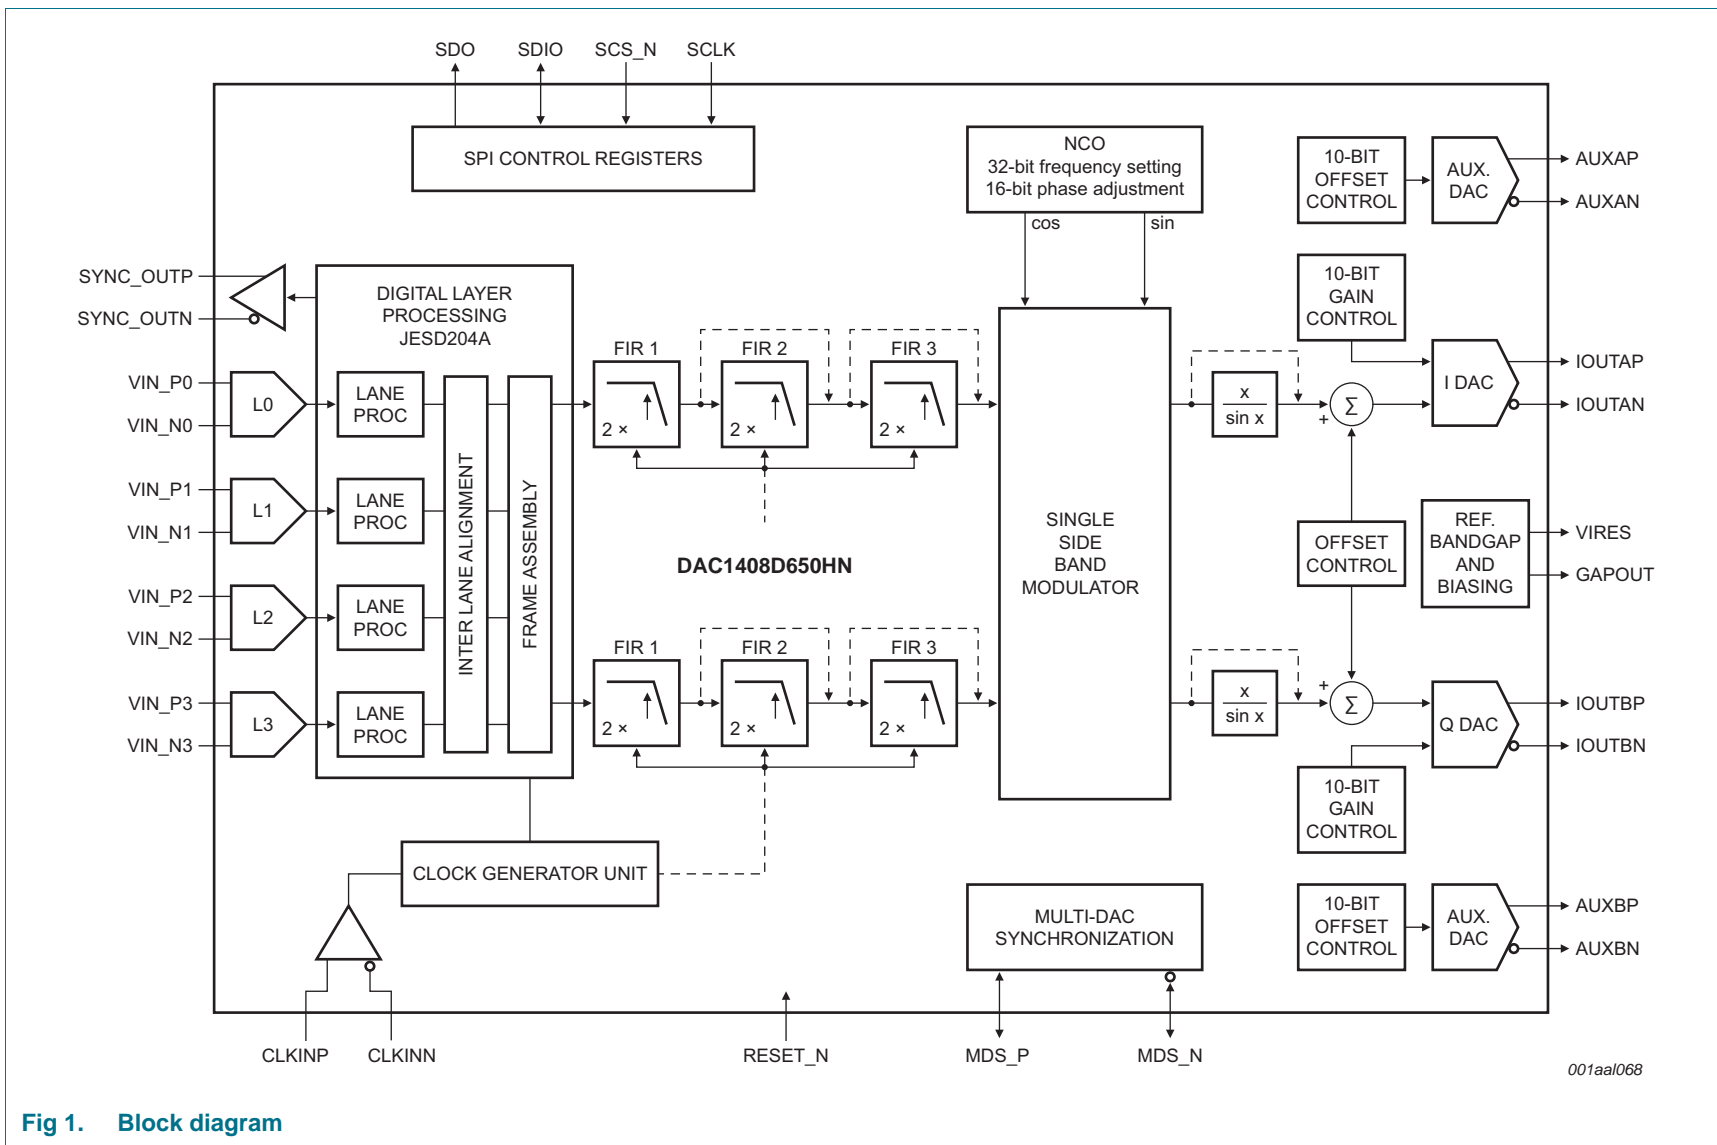 SDO SDIO SCS_N SCLK
SPI CONTROL REGISTERS
NCO
32-bit frequency setting
16-bit phase adjustment
cos sin
10-BIT
OFFSET
CONTROL
AUX.
DAC
AUXAP
AUXAN
SYNC_OUTP
SYNC_OUTN
DIGITAL LAYER
PROCESSING
JESD204A
10-BIT
GAIN
CONTROL
VIN_P0
VIN_N0
L0
LANE
PROC
VIN_P1
VIN_N1
L1
LANE
PROC
VIN_P2
VIN_N2
L2
LANE
PROC
VIN_P3
VIN_N3
L3
LANE
PROC
INTER LANE ALIGNMENT
FRAME ASSEMBLY
FIR 1 FIR 2 FIR 3
2 × 2 × 2 ×
DAC1408D650HN
FIR 1 FIR 2 FIR 3
2 × 2 × 2 ×
SINGLE
SIDE
BAND
MODULATOR
x
sin x
+
Σ
I DAC
IOUTAP
IOUTAN
OFFSET
CONTROL
REF.
BANDGAP
AND
BIASING
VIRES
GAPOUT
x
sin x
+
Σ
Q DAC
IOUTBP
IOUTBN
10-BIT
GAIN
CONTROL
CLOCK GENERATOR UNIT
MULTI-DAC
SYNCHRONIZATION
10-BIT
OFFSET
CONTROL
AUX.
DAC
AUXBP
AUXBN
CLKINP CLKINN RESET_N MDS_P MDS_N
001aal068
Fig 1. Block diagram